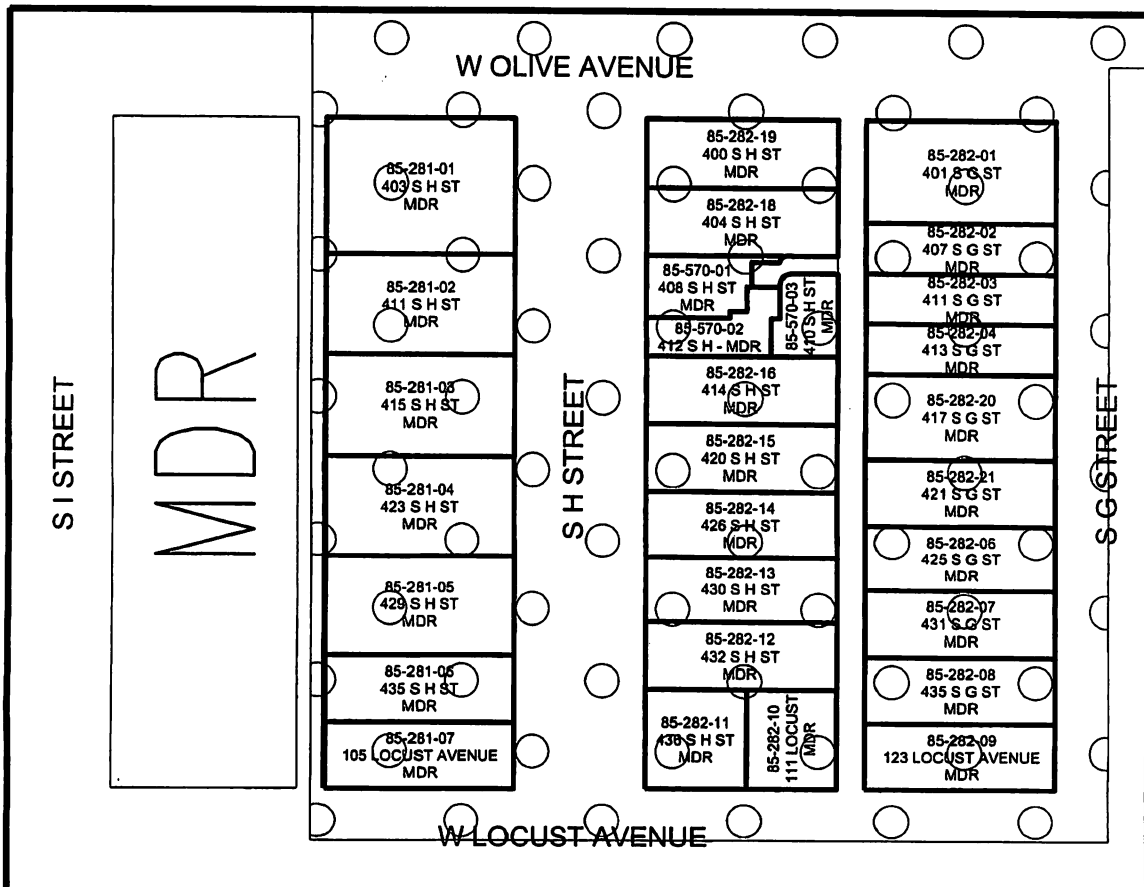 W OLIVE AVENUE
S I STREET
MDR
85-281-01
403 S H ST
MDR
85-281-02
411 S H ST
MDR
85-281-03
415 S H ST
MDR
85-281-04
423 S H ST
MDR
85-281-05
429 S H ST
MDR
85-281-06
435 S H ST
MDR
85-281-07
105 LOCUST AVENUE
MDR
S H STREET
85-282-19
400 S H ST
MDR
85-282-18
404 S H ST
MDR
85-570-01
408 S H ST
MDR
85-570-02
412 S H - MDR
85-570-03
410 S H ST
MDR
85-282-16
414 S H ST
MDR
85-282-15
420 S H ST
MDR
85-282-14
426 S H ST
MDR
85-282-13
430 S H ST
MDR
85-282-12
432 S H ST
MDR
85-282-11
436 S H ST
MDR
85-282-10
111 LOCUST
MDR
85-282-01
401 S G ST
MDR
85-282-02
407 S G ST
MDR
85-282-03
411 S G ST
MDR
85-282-04
413 S G ST
MDR
85-282-20
417 S G ST
MDR
85-282-21
421 S G ST
MDR
85-282-06
425 S G ST
MDR
85-282-07
431 S G ST
MDR
85-282-08
435 S G ST
MDR
85-282-09
123 LOCUST AVENUE
MDR
S G STREET
W LOCUST AVENUE